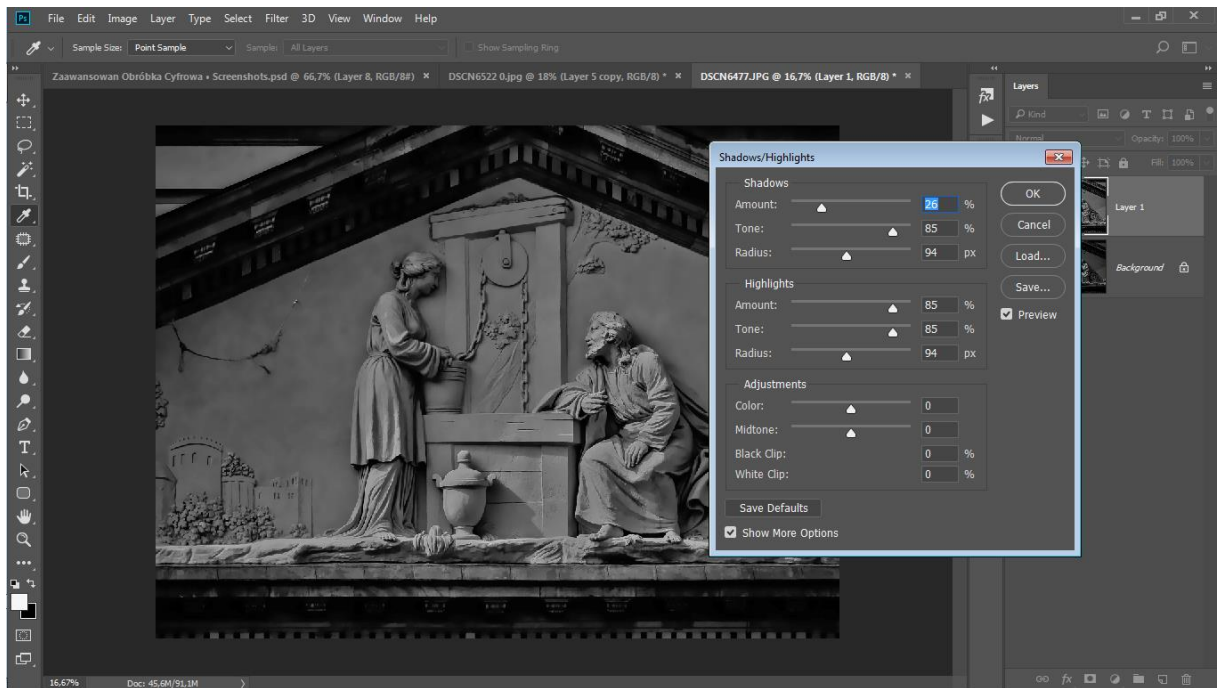 Ps File Edit Image Layer Type Select Filter 3D View Window Help
Sample Size: Point Sample Sample: All Layers Show Sampling Ring
Zaawansowan Obróbka Cyfrowa • Screenshots.psd @ 66,7% (Layer 8, RGB/8#) × DSCN6522 0.jpg @ 18% (Layer 5 copy, RGB/8) * × DSCN6477.JPG @ 16,7% (Layer 1, RGB/8) * ×
Layers
Kind
Normal Opacity: 100%
Fill: 100%
Layer 1
Background
Shadows/Highlights
Shadows
Amount: 26 %
Tone: 85 %
Radius: 94 px
Highlights
Amount: 85 %
Tone: 85 %
Radius: 94 px
Adjustments
Color: 0
Midtone: 0
Black Clip: 0 %
White Clip: 0 %
Save Defaults
Show More Options
OK
Cancel
Load...
Save...
Preview
16,67% Doc: 45,6M/91,1M